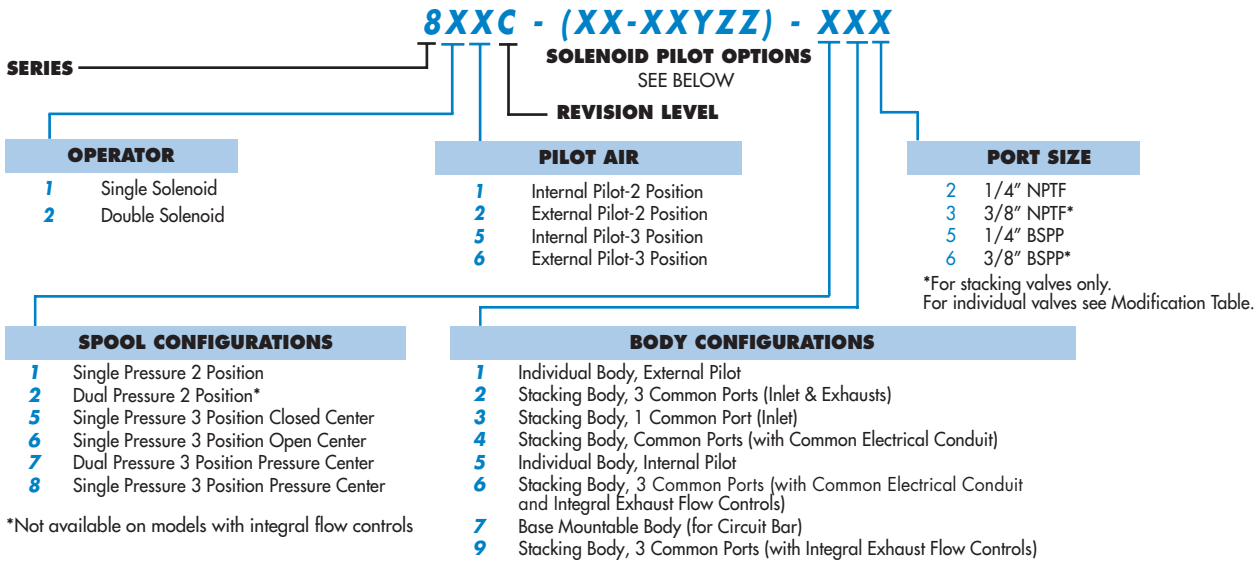 8XXC - (XX-XXYZZ) - XXX
SERIES
SOLENOID PILOT OPTIONS
SEE BELOW
REVISION LEVEL
OPERATOR
1 Single Solenoid
2 Double Solenoid
PILOT AIR
1 Internal Pilot-2 Position
2 External Pilot-2 Position
5 Internal Pilot-3 Position
6 External Pilot-3 Position
PORT SIZE
2 1/4" NPTF
3 3/8" NPTF*
5 1/4" BSPP
6 3/8" BSPP*
*For stacking valves only.
For individual valves see Modification Table.
SPOOL CONFIGURATIONS
1 Single Pressure 2 Position
2 Dual Pressure 2 Position*
5 Single Pressure 3 Position Closed Center
6 Single Pressure 3 Position Open Center
7 Dual Pressure 3 Position Pressure Center
8 Single Pressure 3 Position Pressure Center
*Not available on models with integral flow controls
BODY CONFIGURATIONS
1 Individual Body, External Pilot
2 Stacking Body, 3 Common Ports (Inlet & Exhausts)
3 Stacking Body, 1 Common Port (Inlet)
4 Stacking Body, Common Ports (with Common Electrical Conduit)
5 Individual Body, Internal Pilot
6 Stacking Body, 3 Common Ports (with Common Electrical Conduit
and Integral Exhaust Flow Controls)
7 Base Mountable Body (for Circuit Bar)
9 Stacking Body, 3 Common Ports (with Integral Exhaust Flow Controls)